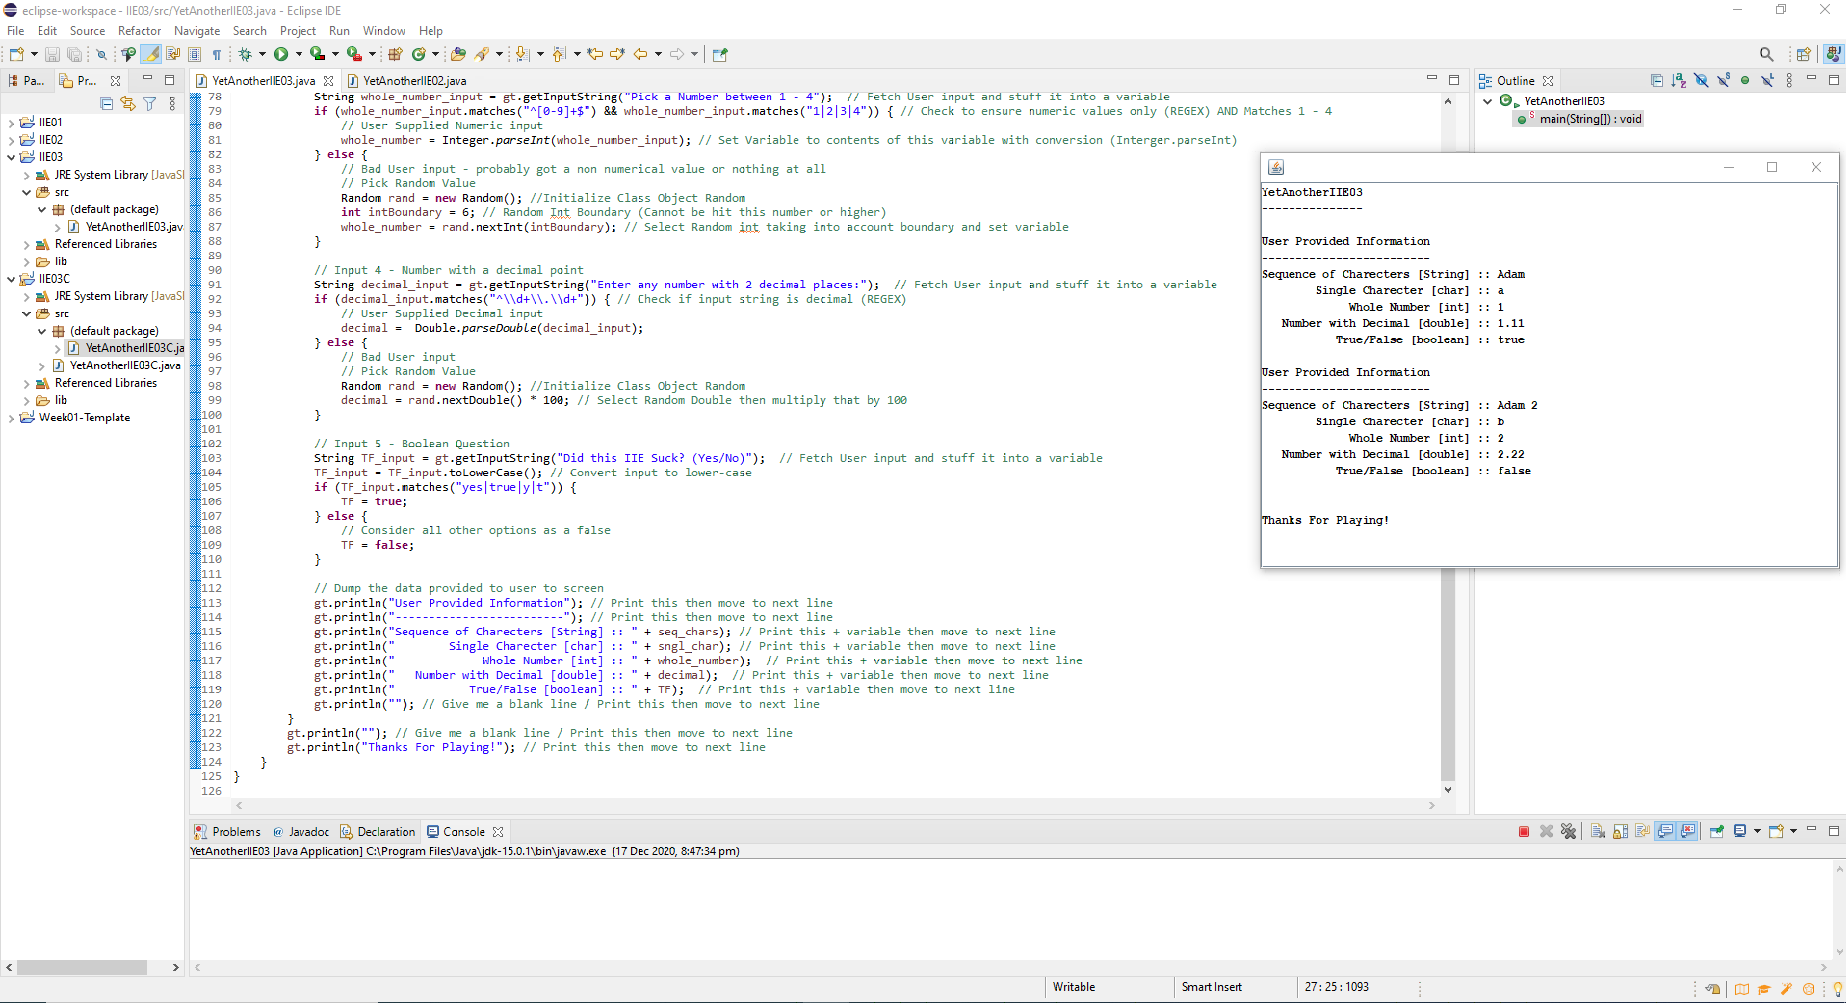 eclipse-workspace - IIE03/src/YetAnotherIIE03.java - Eclipse IDE
File Edit Source Refactor Navigate Search Project Run Window Help
Pa... Pr... YetAnotherIIE03.java YetAnotherIIE02.java Outline
IIE01
IIE02
IIE03
JRE System Library [JavaSI
src
(default package)
YetAnotherIIE03.jav
Referenced Libraries
lib
IIE03C
JRE System Library [JavaSI
src
(default package)
YetAnotherIIE03C.ja
YetAnotherIIE03C.java
Referenced Libraries
lib
Week01-Template
78 String whole_number_input = gt.getInputString("Pick a Number between 1 - 4"); // Fetch User input and stuff it into a variable
79 if (whole_number_input.matches("^[0-9]+$") && whole_number_input.matches("1|2|3|4")) { // Check to ensure numeric values only (REGEX) AND Matches 1 - 4
80 // User Supplied Numeric input
81 whole_number = Integer.parseInt(whole_number_input); // Set Variable to contents of this variable with conversion (Interger.parseInt)
82 } else {
83 // Bad User input - probably got a non numerical value or nothing at all
84 // Pick Random Value
85 Random rand = new Random(); //Initialize Class Object Random
86 int intBoundary = 6; // Random Int Boundary (Cannot be hit this number or higher)
87 whole_number = rand.nextInt(intBoundary); // Select Random int taking into account boundary and set variable
88 }
89
90 // Input 4 - Number with a decimal point
91 String decimal_input = gt.getInputString("Enter any number with 2 decimal places:"); // Fetch User input and stuff it into a variable
92 if (decimal_input.matches("^\\d+\\.\\d+")) { // Check if input string is decimal (REGEX)
93 // User Supplied Decimal input
94 decimal = Double.parseDouble(decimal_input);
95 } else {
96 // Bad User input
97 // Pick Random Value
98 Random rand = new Random(); //Initialize Class Object Random
99 decimal = rand.nextDouble() * 100; // Select Random Double then multiply that by 100
100 }
101
102 // Input 5 - Boolean Question
103 String TF_input = gt.getInputString("Did this IIE Suck? (Yes/No)"); // Fetch User input and stuff it into a variable
104 TF_input = TF_input.toLowerCase(); // Convert input to lower-case
105 if (TF_input.matches("yes|true|y|t")) {
106 TF = true;
107 } else {
108 // Consider all other options as a false
109 TF = false;
110 }
111
112 // Dump the data provided to user to screen
113 gt.println("User Provided Information"); // Print this then move to next line
114 gt.println("-------------------------"); // Print this then move to next line
115 gt.println("Sequence of Charecters [String] :: " + seq_chars); // Print this + variable then move to next line
116 gt.println(" Single Charecter [char] :: " + sngl_char); // Print this + variable then move to next line
117 gt.println(" Whole Number [int] :: " + whole_number); // Print this + variable then move to next line
118 gt.println(" Number with Decimal [double] :: " + decimal); // Print this + variable then move to next line
119 gt.println(" True/False [boolean] :: " + TF); // Print this + variable then move to next line
120 gt.println(""); // Give me a blank line / Print this then move to next line
121 }
122 gt.println(""); // Give me a blank line / Print this then move to next line
123 gt.println("Thanks For Playing!"); // Print this then move to next line
124 }
125 }
126
YetAnotherIIE03
main(String[]) : void
YetAnotherIIE03
---------------
User Provided Information
-------------------------
Sequence of Charecters [String] :: Adam
Single Charecter [char] :: a
Whole Number [int] :: 1
Number with Decimal [double] :: 1.11
True/False [boolean] :: true
User Provided Information
-------------------------
Sequence of Charecters [String] :: Adam 2
Single Charecter [char] :: b
Whole Number [int] :: 2
Number with Decimal [double] :: 2.22
True/False [boolean] :: false
Thanks For Playing!
Problems @ Javadoc Declaration Console
YetAnotherIIE03 [Java Application] C:\Program Files\Java\jdk-15.0.1\bin\javaw.exe (17 Dec 2020, 8:47:34 pm)
Writable Smart Insert 27 : 25 : 1093